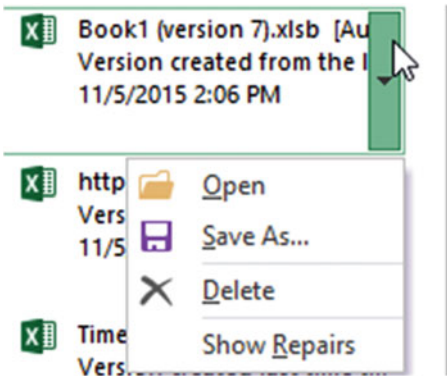 Book1 (version 7).xlsb [Au
Version created from the l
11/5/2015 2:06 PM
http
Vers
11/5
Open
Save As...
Delete
Show Repairs
Time